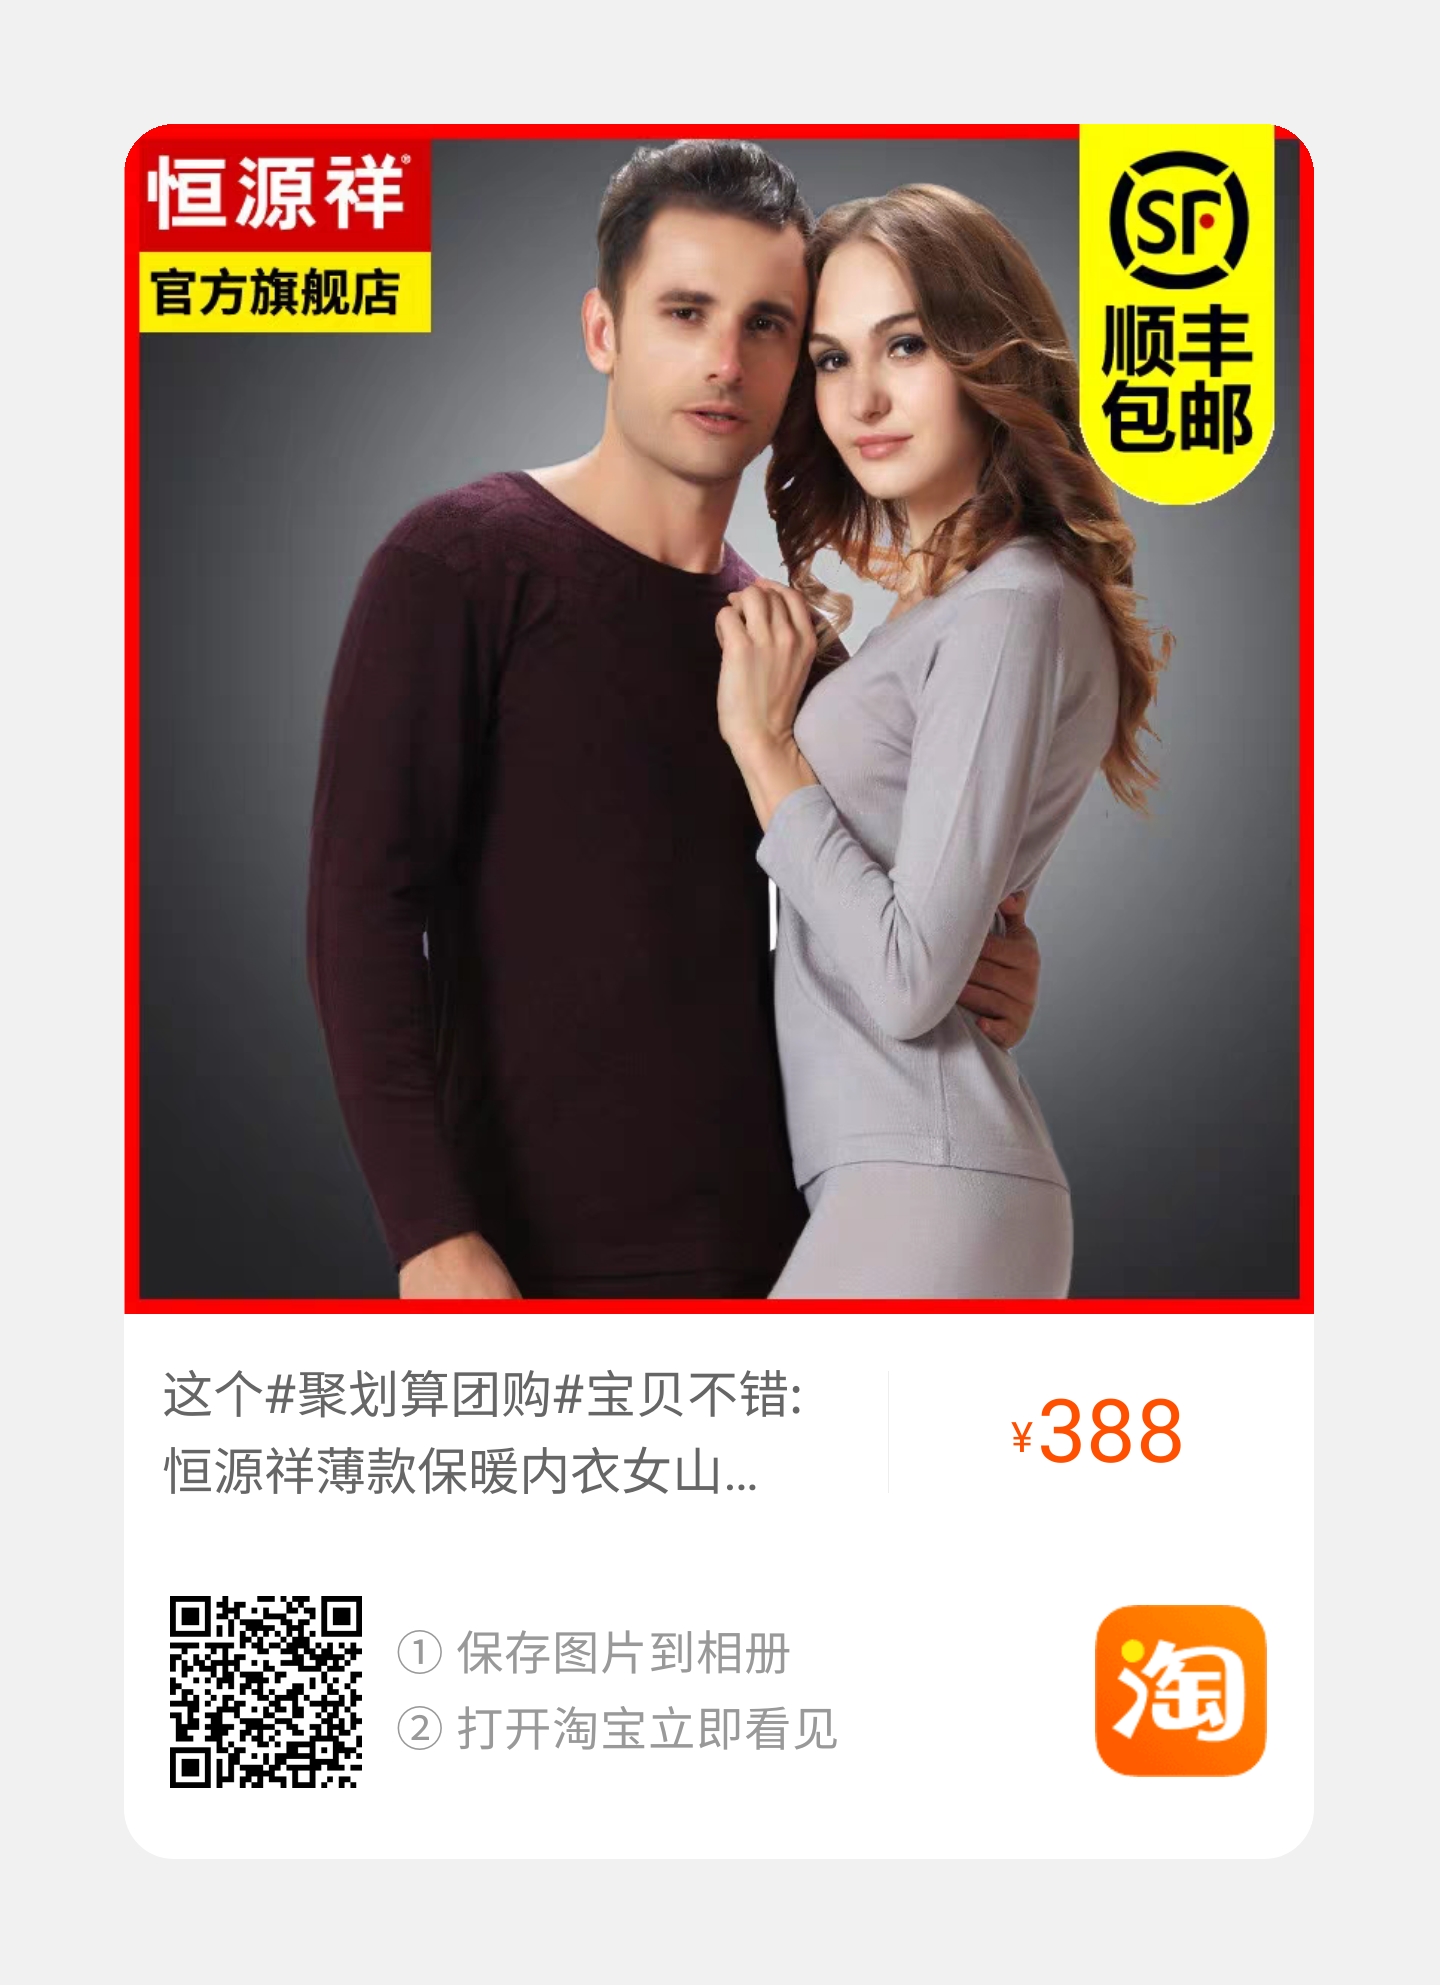 恒源祥®
官方旗舰店
SF
顺丰
包邮
这个#聚划算团购#宝贝不错:
恒源祥薄款保暖内衣女山...
¥388
① 保存图片到相册
② 打开淘宝立即看见
淘